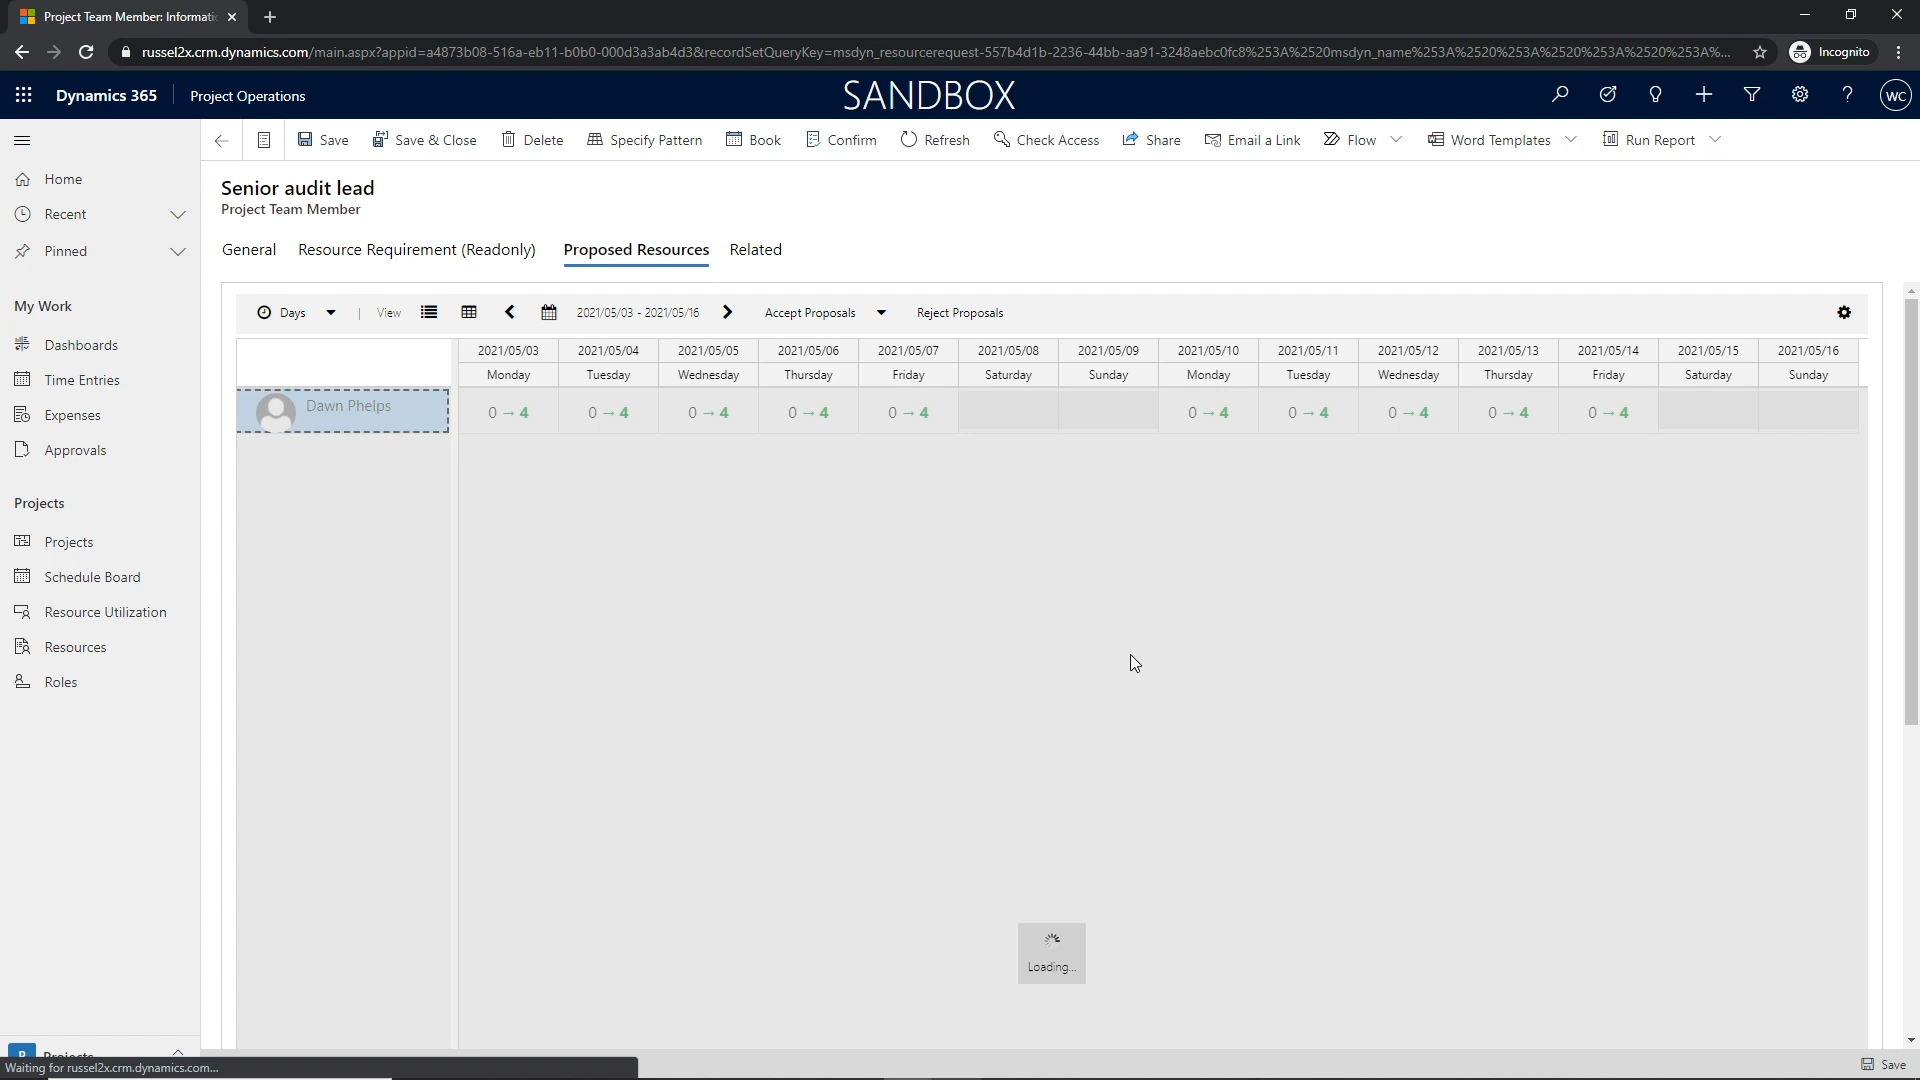 Project Team Member: Informatic
russel2x.crm.dynamics.com/main.aspx?appid=a4873b08-516a-eb11-b0b0-000d3a3ab4d3&recordSetQueryKey=msdyn_resourcerequest-557b4d1b-2236-44bb-aa91-3248aebc0fc8%253A%2520msdyn_name%253A%2520%253A%2520%253A%2520%253A%...
Incognito
Dynamics 365
Project Operations
SANDBOX
WC
Save
Save & Close
Delete
Specify Pattern
Book
Confirm
Refresh
Check Access
Share
Email a Link
Flow
Word Templates
Run Report
Home
Recent
Pinned
My Work
Dashboards
Time Entries
Expenses
Approvals
Projects
Projects
Schedule Board
Resource Utilization
Resources
Roles
Senior audit lead
Project Team Member
General Resource Requirement (Readonly) Proposed Resources Related
Days | View 2021/05/03 - 2021/05/16 Accept Proposals Reject Proposals
2021/05/03 2021/05/04 2021/05/05 2021/05/06 2021/05/07 2021/05/08 2021/05/09 2021/05/10 2021/05/11 2021/05/12 2021/05/13 2021/05/14 2021/05/15 2021/05/16
Monday Tuesday Wednesday Thursday Friday Saturday Sunday Monday Tuesday Wednesday Thursday Friday Saturday Sunday
Dawn Phelps 0 → 4 0 → 4 0 → 4 0 → 4 0 → 4 0 → 4 0 → 4 0 → 4 0 → 4 0 → 4
Loading...
Projects
Waiting for russel2x.crm.dynamics.com...
Save